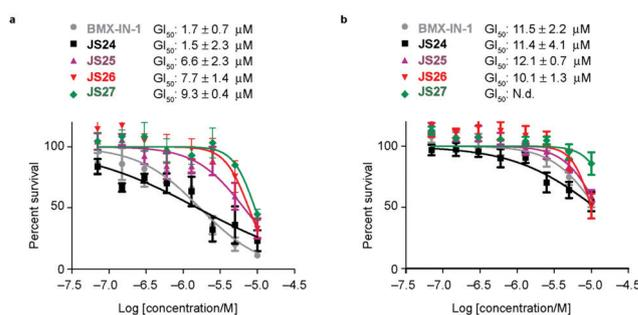 a
BMX-IN-1 GI50: 1.7 ± 0.7 µM
JS24 GI50: 1.5 ± 2.3 µM
JS25 GI50: 6.6 ± 2.3 µM
JS26 GI50: 7.7 ± 1.4 µM
JS27 GI50: 9.3 ± 0.4 µM
Percent survival
100
50
0
−7.5 −7.0 −6.5 −6.0 −5.5 −5.0 −4.5
Log [concentration/M]
b
BMX-IN-1 GI50: 11.5 ± 2.2 µM
JS24 GI50: 11.4 ± 4.1 µM
JS25 GI50: 12.1 ± 0.7 µM
JS26 GI50: 10.1 ± 1.3 µM
JS27 GI50: N.d.
Percent survival
100
50
0
−7.5 −7.0 −6.5 −6.0 −5.5 −5.0 −4.5
Log [concentration/M]